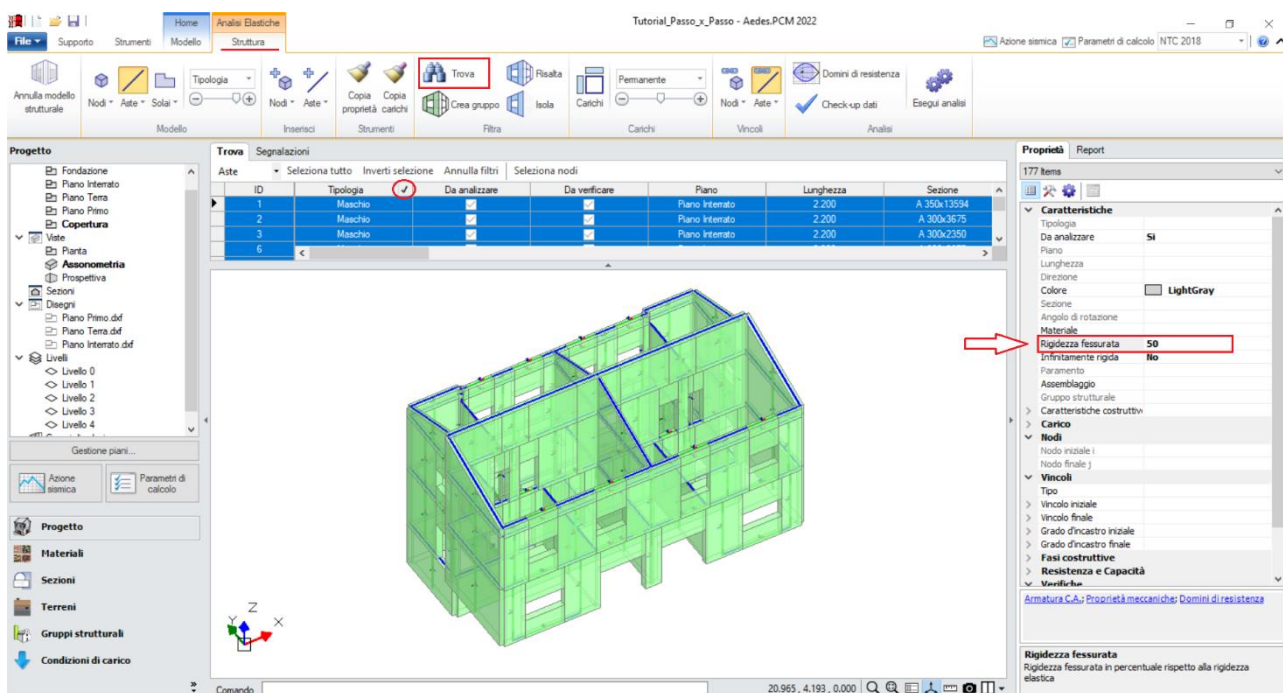 Home
Analisi Elastiche
Tutorial_Passo_x_Passo - Aedes.PCM 2022
File
Supporto
Strumenti
Modello
Struttura
Azione sismica
Parametri di calcolo
NTC 2018
Annulla modello
strutturale
Nodi
Aste
Solai
Tipologia
Modello
Nodi
Aste
Inserisci
Copia
proprietà
Copia
carichi
Strumenti
Trova
Risalta
Crea gruppo
Isola
Filtra
Carichi
Permanente
Carichi
Nodi
Aste
Vincoli
Domini di resistenza
Check-up dati
Esegui analisi
Analisi
Progetto
Fondazione
Piano Interrato
Piano Terra
Piano Primo
Copertura
Viste
Pianta
Assonometria
Prospettiva
Sezioni
Disegni
Piano Primo.dxf
Piano Terra.dxf
Piano Interrato.dxf
Livelli
Livello 0
Livello 1
Livello 2
Livello 3
Livello 4
Gestione piani...
Azione
sismica
Parametri di
calcolo
Progetto
Materiali
Sezioni
Terreni
Gruppi strutturali
Condizioni di carico
Trova Segnalazioni
Aste Seleziona tutto Inverti selezione Annulla filtri Seleziona nodi
ID Tipologia Da analizzare Da verificare Piano Lunghezza Sezione
1 Maschio Piano Interrato 2.200 A 350x13594
2 Maschio Piano Interrato 2.200 A 300x3675
3 Maschio Piano Interrato 2.200 A 300x2350
6
Z
Y
X
Comando
20.965 , 4.193 , 0.000
Proprietà Report
177 Items
Caratteristiche
Tipologia
Da analizzare Sì
Piano
Lunghezza
Direzione
Colore LightGray
Sezione
Angolo di rotazione
Materiale
Rigidezza fessurata 50
Infinitamente rigida No
Paramento
Assemblaggio
Gruppo strutturale
Caratteristiche costruttiv
Carico
Nodi
Nodo iniziale i
Nodo finale j
Vincoli
Tipo
Vincolo iniziale
Vincolo finale
Grado d'incastro iniziale
Grado d'incastro finale
Fasi costruttive
Resistenza e Capacità
Verifiche
Armatura C.A.; Proprietà meccaniche; Domini di resistenza
Rigidezza fessurata
Rigidezza fessurata in percentuale rispetto alla rigidezza
elastica